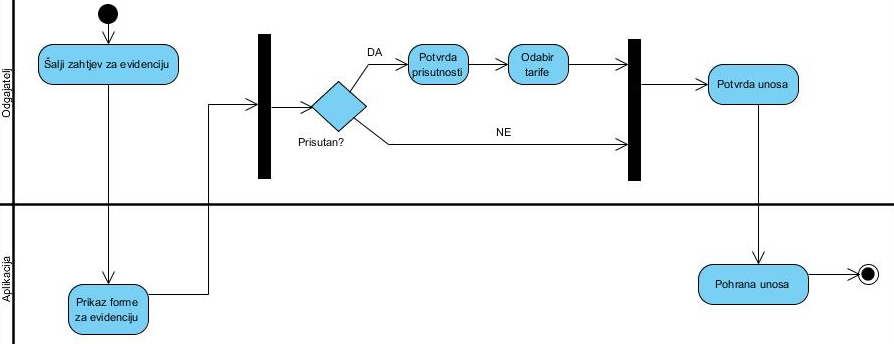 Odgajatelj
Šalji zahtjev za evidenciju
DA
Potvrda
prisutnosti
Odabir
tarife
Prisutan?
NE
Potvrda unosa
Aplikacija
Prikaz forme
za evidenciju
Pohrana unosa